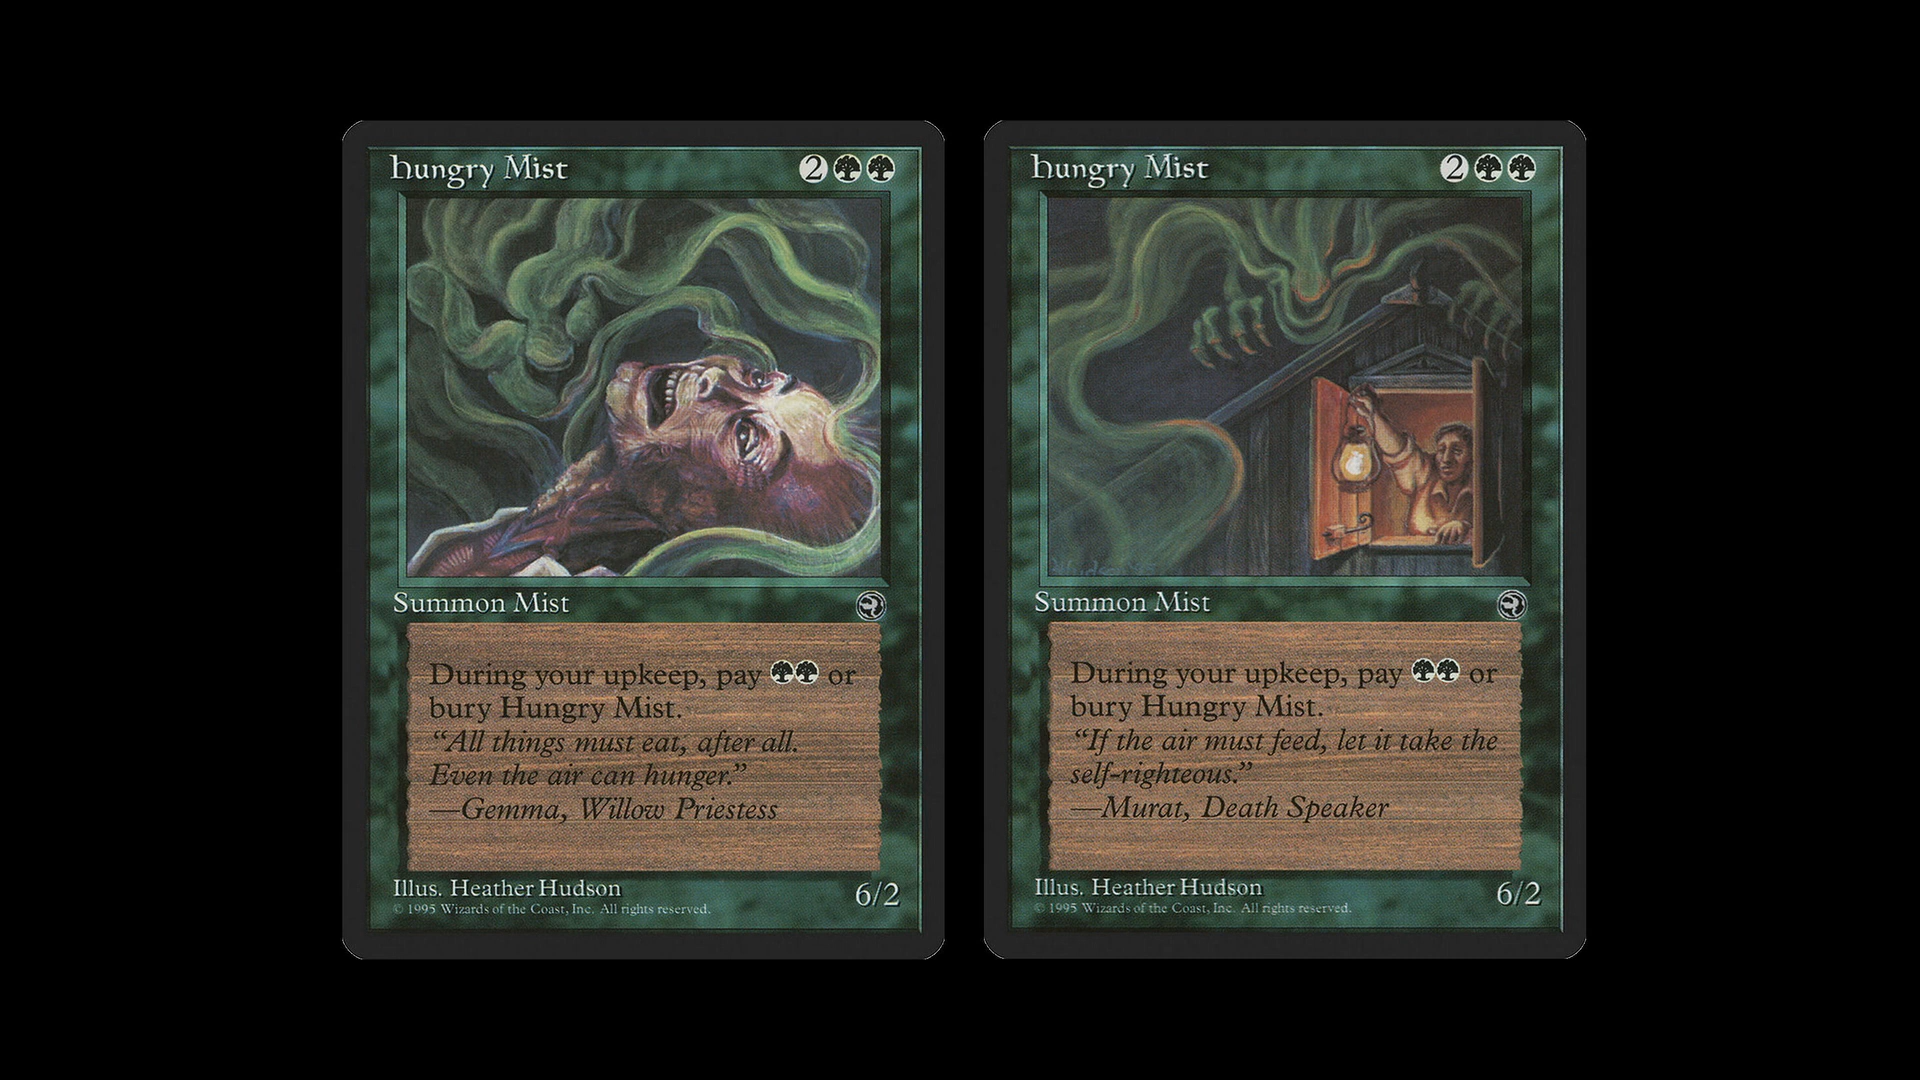 Hungry Mist
2
Summon Mist
During your upkeep, pay or
bury Hungry Mist.
“All things must eat, after all.
Even the air can hunger.”
—Gemma, Willow Priestess
Illus. Heather Hudson
6/2
© 1995 Wizards of the Coast, Inc. All rights reserved.
Hungry Mist
2
Summon Mist
During your upkeep, pay or
bury Hungry Mist.
“If the air must feed, let it take the
self-righteous.”
—Murat, Death Speaker
Illus. Heather Hudson
6/2
© 1995 Wizards of the Coast, Inc. All rights reserved.